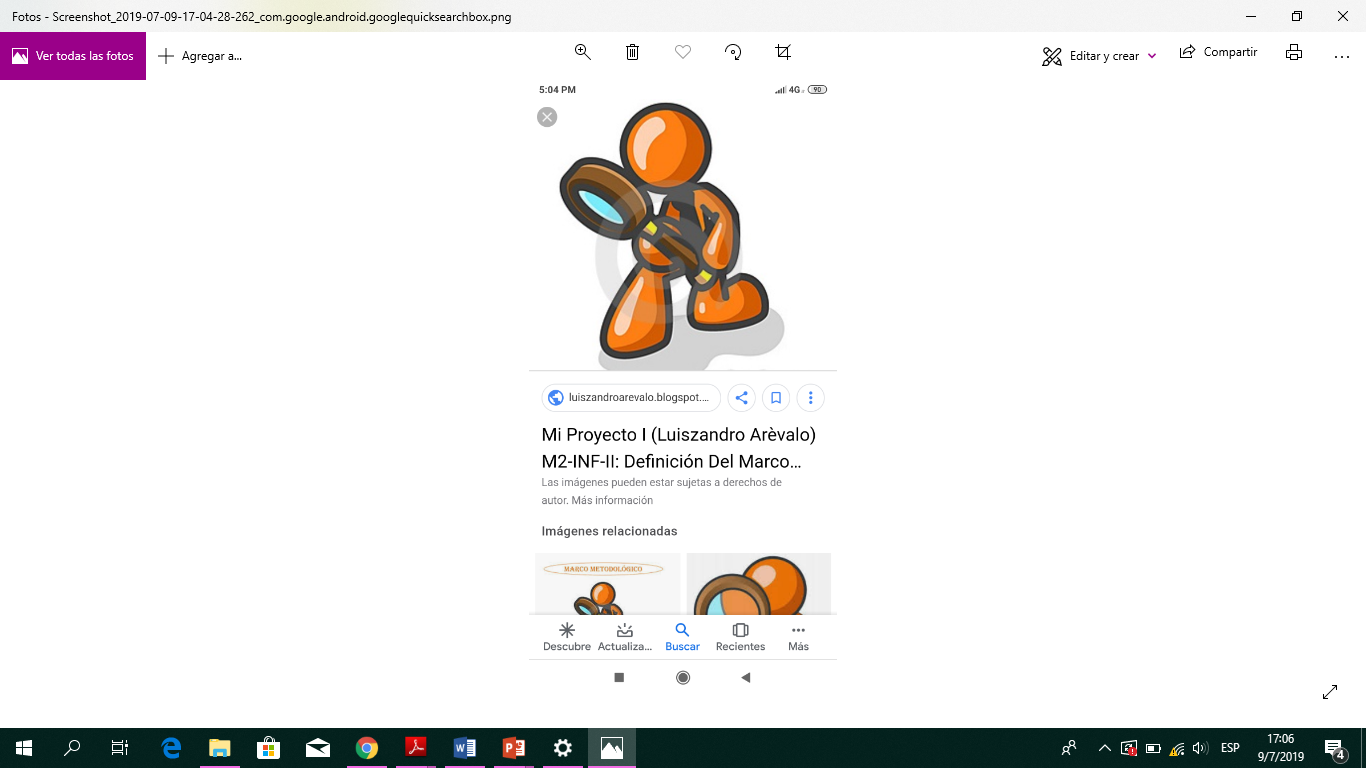 Fotos - Screenshot_2019-07-09-17-04-28-262_com.google.android.googlequicksearchbox.png
Ver todas las fotos
Agregar a...
Editar y crear
Compartir
5:04 PM
4G
90
luiszandroarevalo.blogspot....
Mi Proyecto I (Luiszandro Arèvalo)
M2-INF-II: Definición Del Marco...
Las imágenes pueden estar sujetas a derechos de
autor. Más información
Imágenes relacionadas
MARCO METODOLÓGICO
Descubre Actualiza... Buscar Recientes Más
ESP
17:06
9/7/2019
4